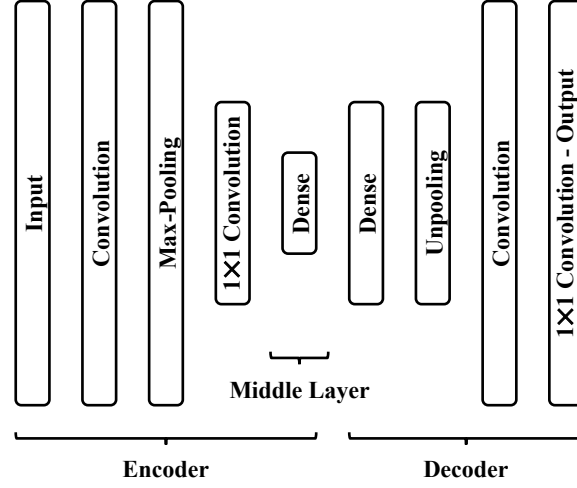 Input
Convolution
Max-Pooling
1×1 Convolution
Dense
Dense
Unpooling
Convolution
1×1 Convolution - Output
Middle Layer
Encoder
Decoder